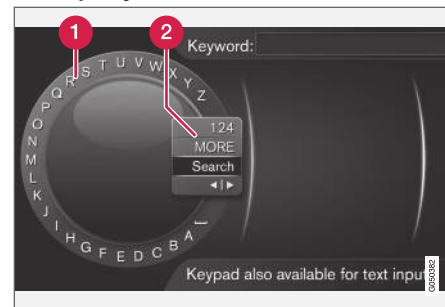 1 2
Keyword:
A B C D E F G H I J K L M N O P Q R S T U V W X Y Z
124
MORE
Search
◄|►
Keypad also available for text input
G050382